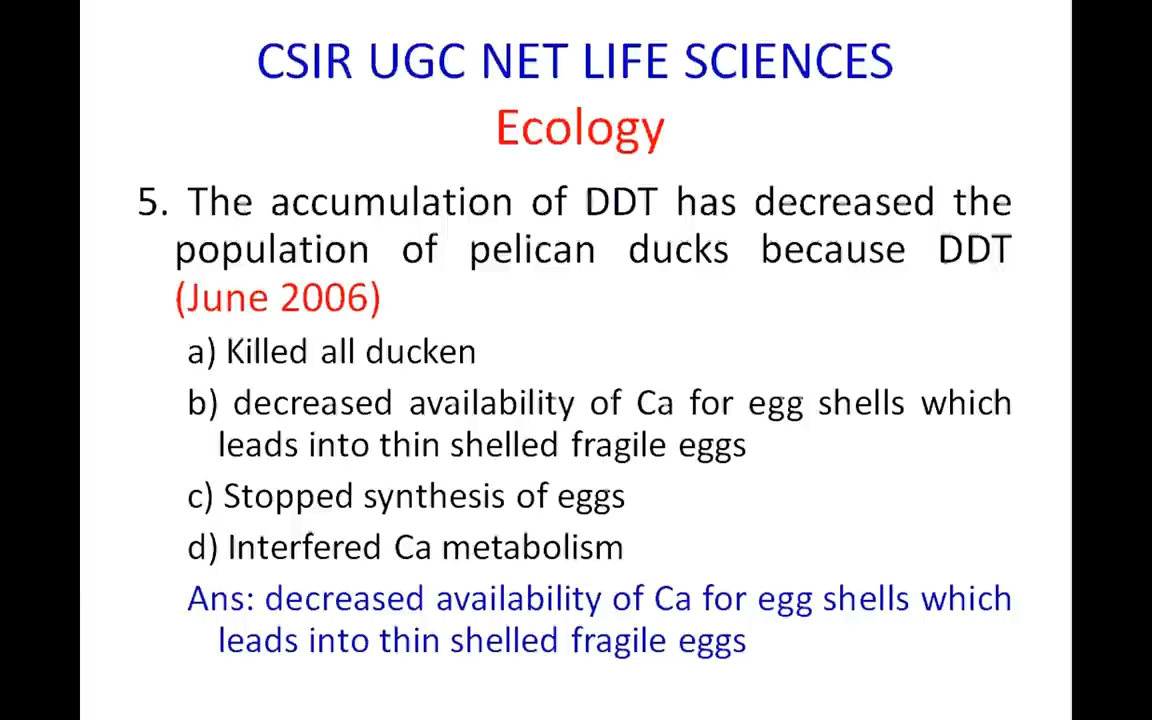 CSIR UGC NET LIFE SCIENCES
Ecology
5. The accumulation of DDT has decreased the
population of pelican ducks because DDT
(June 2006)
a) Killed all ducken
b) decreased availability of Ca for egg shells which
leads into thin shelled fragile eggs
c) Stopped synthesis of eggs
d) Interfered Ca metabolism
Ans: decreased availability of Ca for egg shells which
leads into thin shelled fragile eggs